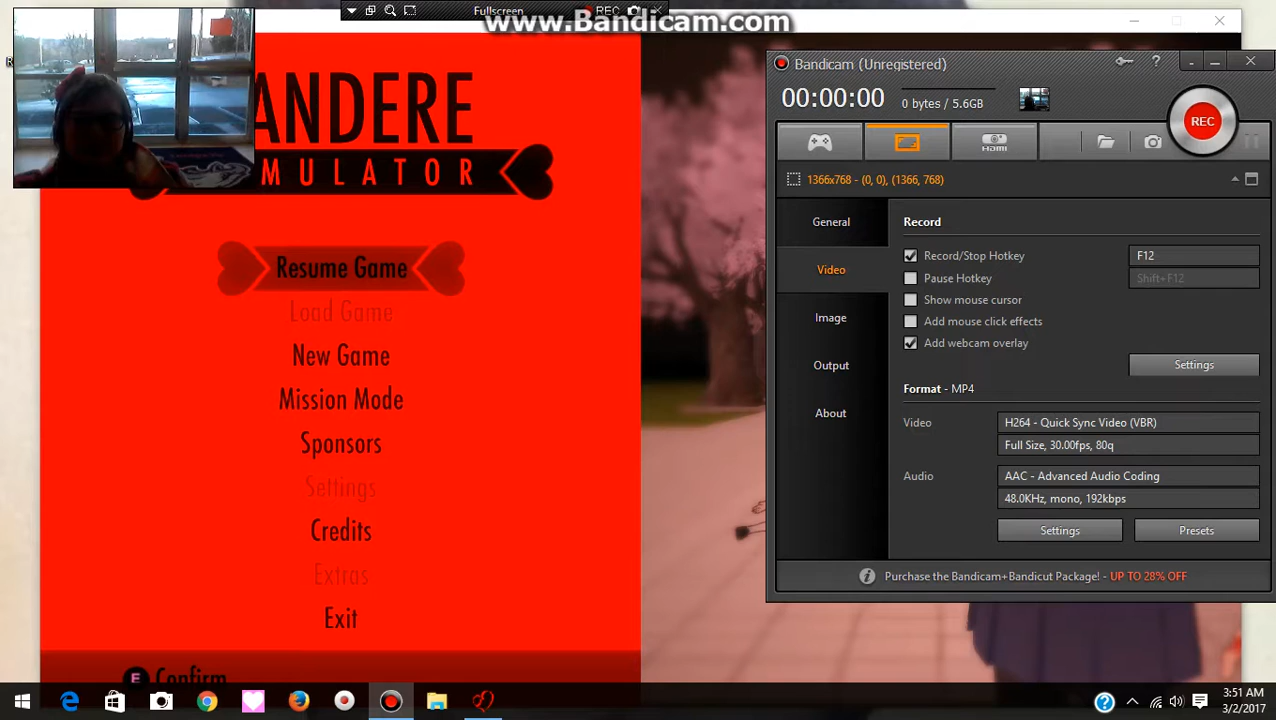 Fullscreen
REC
www.Bandicam.com
ANDERE
MULATOR
Resume Game
Load Game
New Game
Mission Mode
Sponsors
Settings
Credits
Extras
Exit
E Confirm
Bandicam (Unregistered)
?
00:00:00
0 bytes / 5.6GB
REC
HDMI
1366x768 - (0, 0), (1366, 768)
General
Video
Image
Output
About
Record
Record/Stop Hotkey
F12
Pause Hotkey
Shift+F12
Show mouse cursor
Add mouse click effects
Add webcam overlay
Settings
Format - MP4
Video
H264 - Quick Sync Video (VBR)
Full Size, 30.00fps, 80q
Audio
AAC - Advanced Audio Coding
48.0KHz, mono, 192kbps
Settings
Presets
Purchase the Bandicam+Bandicut Package! - UP TO 28% OFF
3:51 AM
3/2/2017